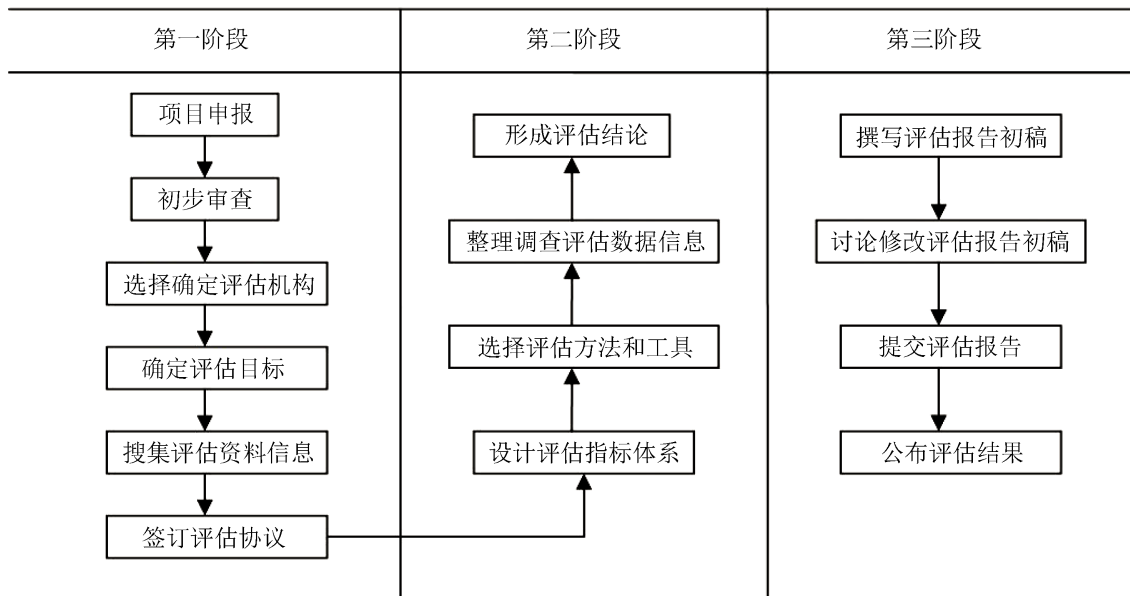 第一阶段
第二阶段
第三阶段
项目申报
初步审查
选择确定评估机构
确定评估目标
搜集评估资料信息
签订评估协议
形成评估结论
整理调查评估数据信息
选择评估方法和工具
设计评估指标体系
撰写评估报告初稿
讨论修改评估报告初稿
提交评估报告
公布评估结果